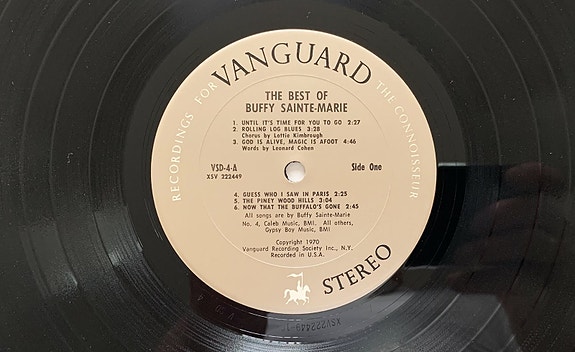 RECORDINGS FOR VANGUARD THE CONNOISSEUR
THE BEST OF
BUFFY SAINTE-MARIE
1. UNTIL IT'S TIME FOR YOU TO GO 2:27
2. ROLLING LOG BLUES 3:28
Chorus by Lottie Kimbrough
3. GOD IS ALIVE, MAGIC IS AFOOT 4:46
Words by Leonard Cohen
VSD-4-A Side One
XSV 222449
4. GUESS WHO I SAW IN PARIS 2:25
5. THE PINEY WOOD HILLS 3:04
6. NOW THAT THE BUFFALO'S GONE 2:45
All songs are by Buffy Sainte-Marie
No. 4, Caleb Music, BMI. All others,
Gypsy Boy Music, BMI
Copyright 1970
Vanguard Recording Society Inc., N.Y.
Recorded in U.S.A.
STEREO